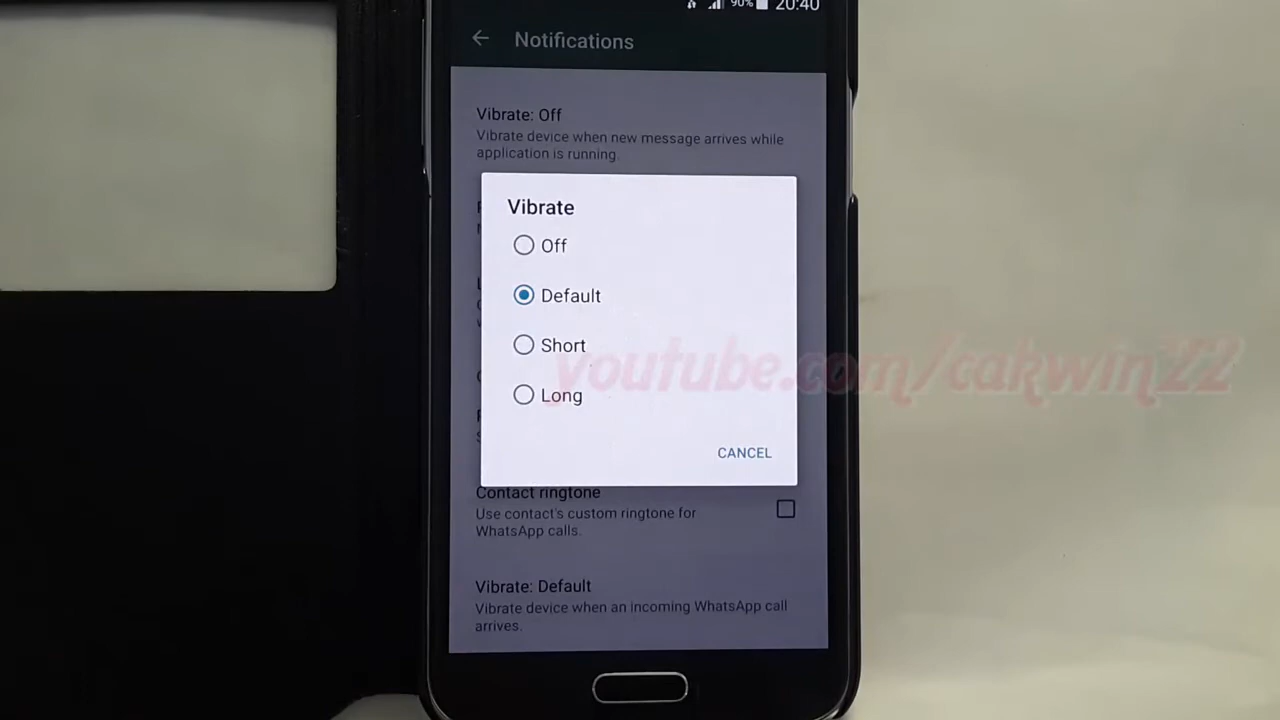 90% 20:40
Notifications
Vibrate: Off
Vibrate device when new message arrives while
application is running.
Vibrate
Off
Default
Short
youtube.com/cakwin22
Long
CANCEL
Contact ringtone
Use contact's custom ringtone for
WhatsApp calls.
Vibrate: Default
Vibrate device when an incoming WhatsApp call
arrives.